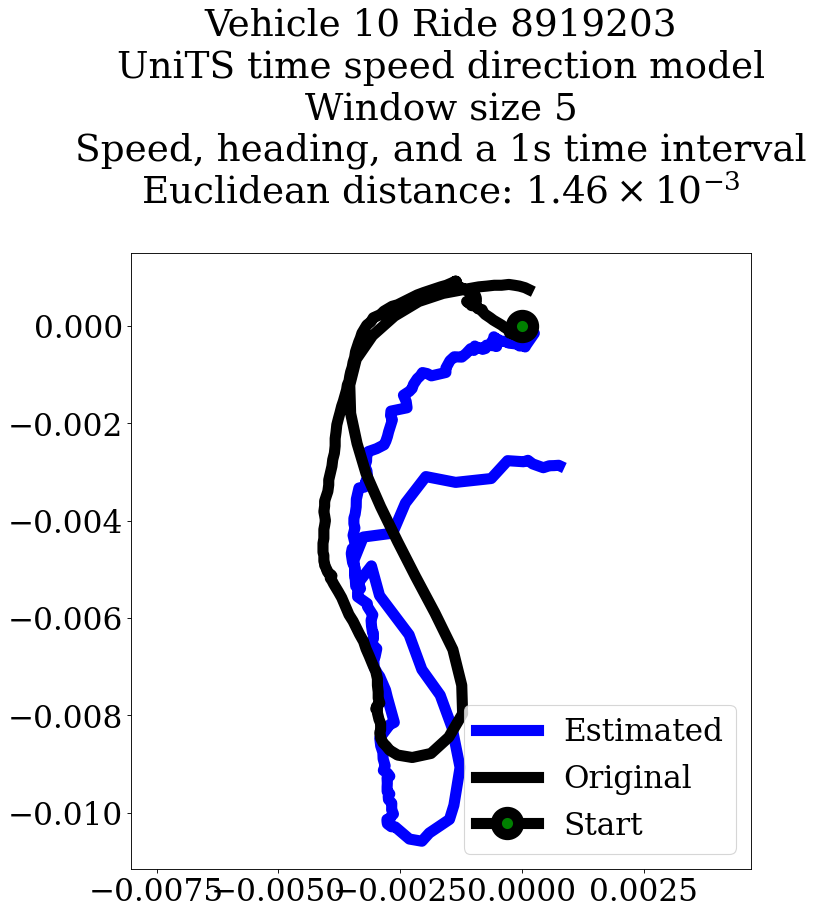 Vehicle 10 Ride 8919203
UniTS time speed direction model
Window size 5
Speed, heading, and a 1s time interval
Euclidean distance: 1.46 × 10⁻³
0.000
−0.002
−0.004
−0.006
−0.008
−0.010
Estimated
Original
Start
−0.0075 −0.0050 −0.0025 0.0000 0.0025